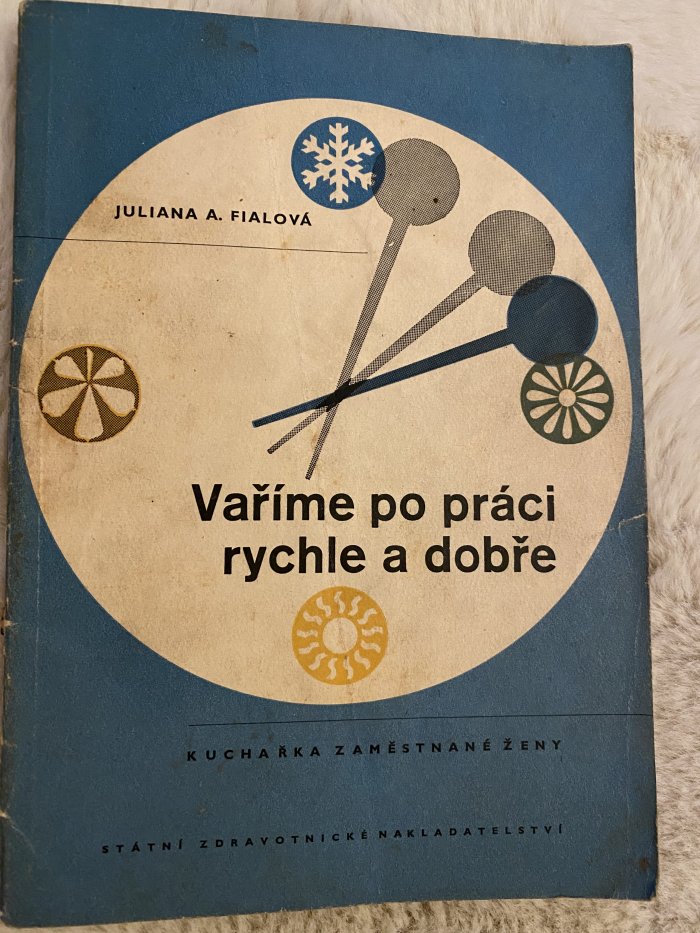 JULIANA A. FIALOVÁ
Vaříme po práci
rychle a dobře
KUCHAŘKA ZAMĚSTNANÉ ŽENY
STÁTNÍ ZDRAVOTNICKÉ NAKLADATELSTVÍ